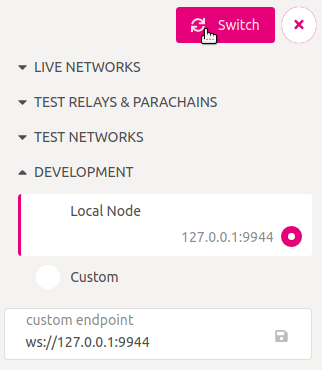 Switch
LIVE NETWORKS
TEST RELAYS & PARACHAINS
TEST NETWORKS
DEVELOPMENT
Local Node
127.0.0.1:9944
Custom
custom endpoint
ws://127.0.0.1:9944